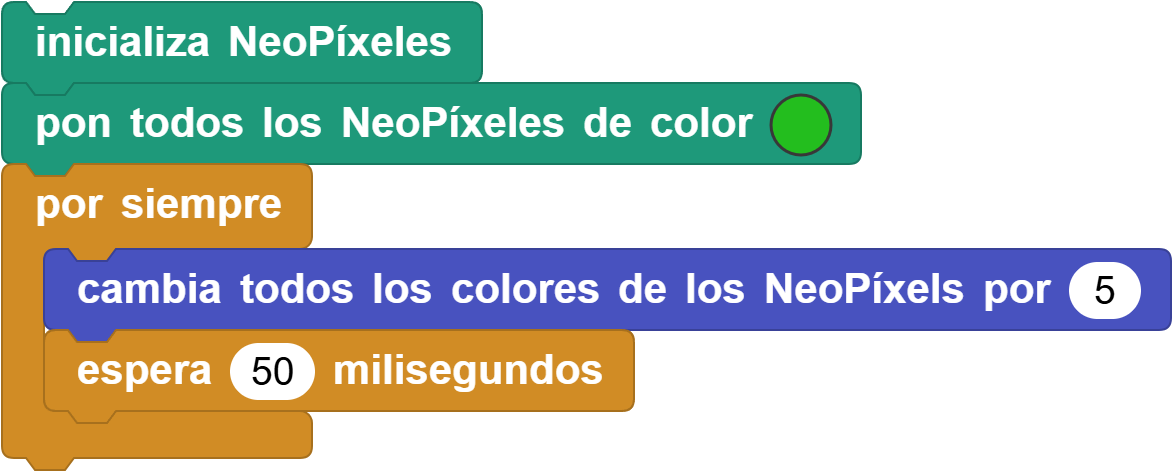 inicializa NeoPíxeles
pon todos los NeoPíxeles de color
por siempre
cambia todos los colores de los NeoPíxels por 5
espera 50 milisegundos